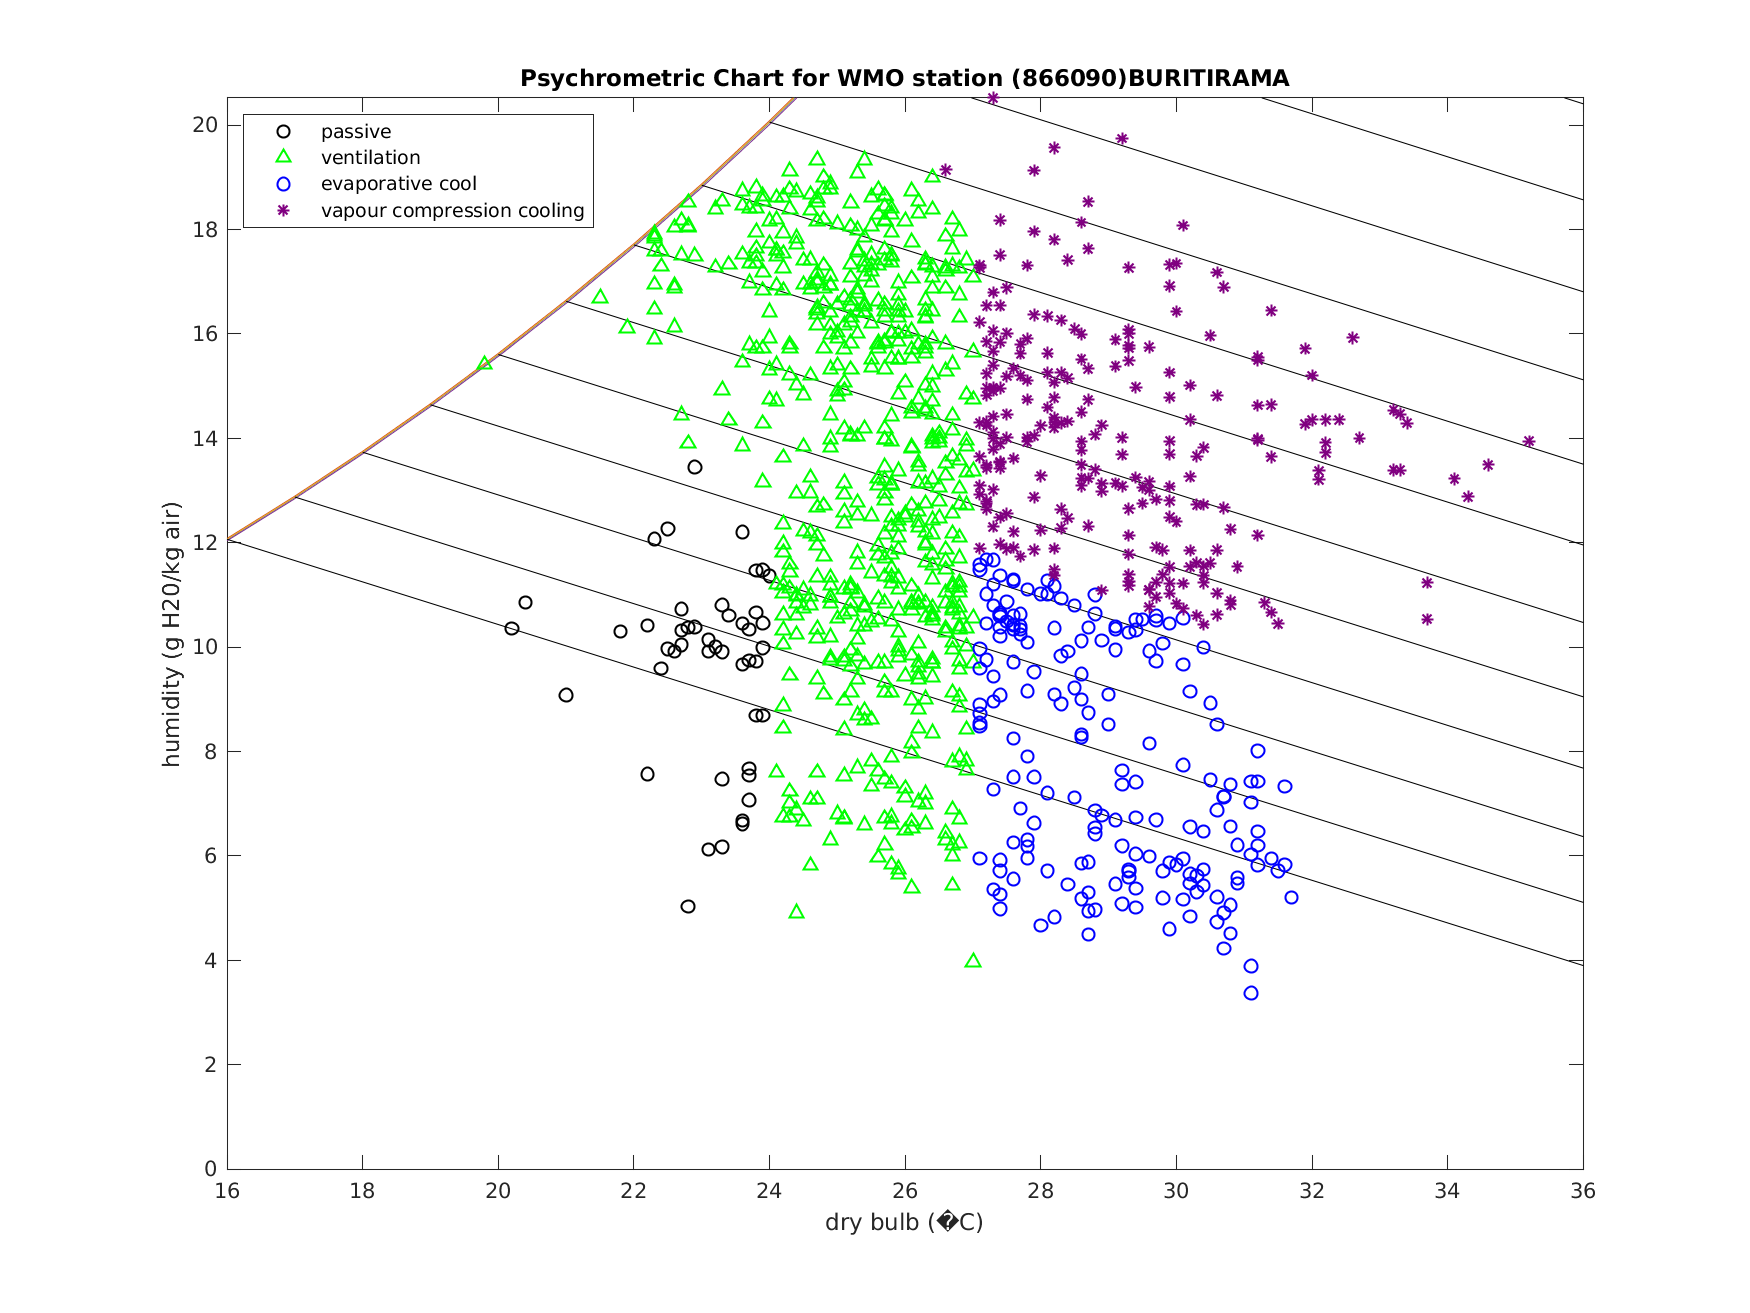 Psychrometric Chart for WMO station (866090)BURITIRAMA
passive
ventilation
evaporative cool
vapour compression cooling
humidity (g H20/kg air)
20
18
16
14
12
10
8
6
4
2
0
16 18 20 22 24 26 28 30 32 34 36
dry bulb (�C)